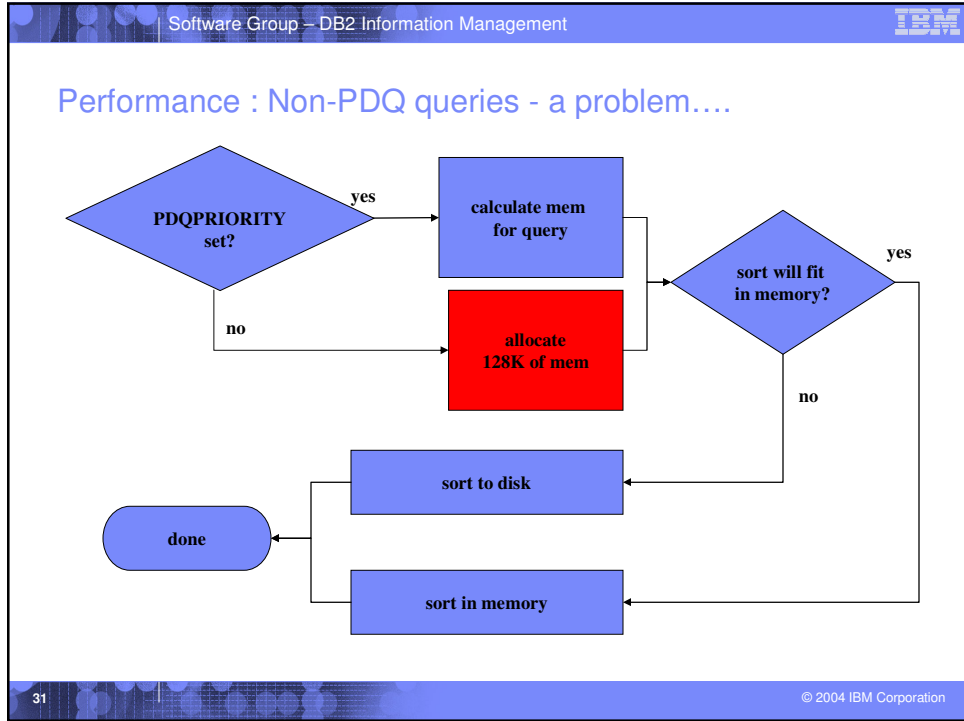 Software Group – DB2 Information Management
IBM
Performance : Non-PDQ queries - a problem….
PDQPRIORITY
set?
yes
calculate mem
for query
no
allocate
128K of mem
sort will fit
in memory?
yes
no
sort to disk
done
sort in memory
31
© 2004 IBM Corporation